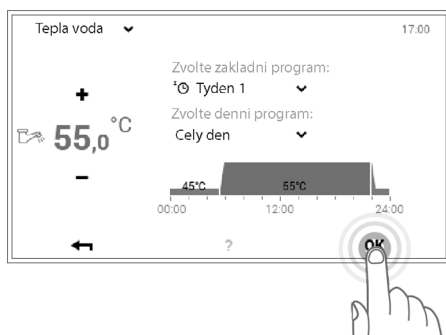 Tepla voda
17:00
Zvolte zakladni program:
Tyden 1
+
55,0 °C
Zvolte denni program:
Cely den
−
45°C 55°C
00:00 12:00 24:00
? OK